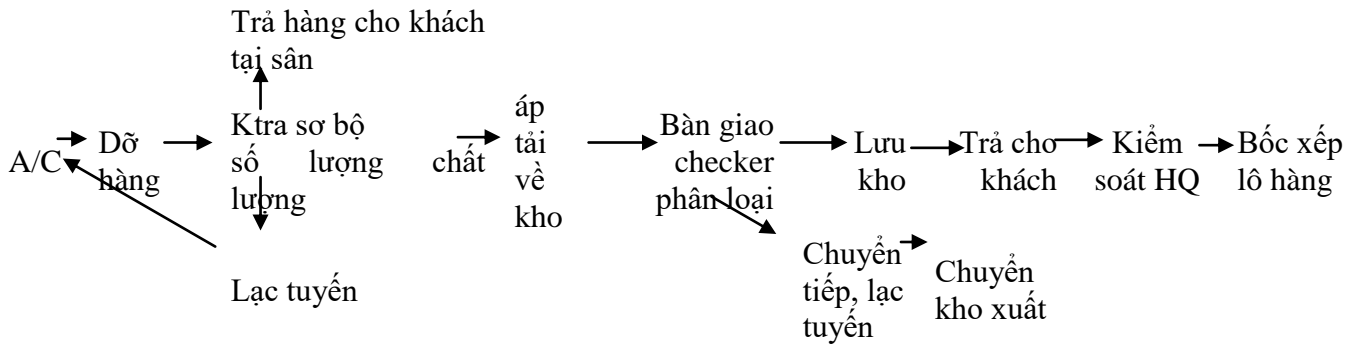 Trả hàng cho khách
tại sân
A/C
Dỡ
hàng
Ktra sơ bộ
số lượng chất
lượng
áp
tải
về
kho
Bàn giao
checker
phân loại
Lưu
kho
Trả cho
khách
Kiểm
soát HQ
Bốc xếp
lô hàng
Lạc tuyến
Chuyển
tiếp, lạc
tuyến
Chuyển
kho xuất